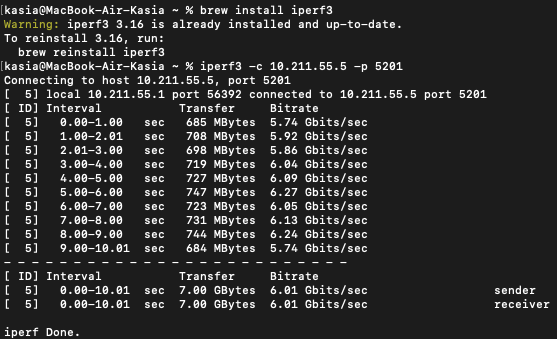 [kasia@MacBook-Air-Kasia ~ % brew install iperf3
Warning: iperf3 3.16 is already installed and up-to-date.
To reinstall 3.16, run:
  brew reinstall iperf3
[kasia@MacBook-Air-Kasia ~ % iperf3 -c 10.211.55.5 -p 5201
Connecting to host 10.211.55.5, port 5201
[  5] local 10.211.55.1 port 56392 connected to 10.211.55.5 port 5201
[ ID] Interval           Transfer     Bitrate
[  5]   0.00-1.00   sec   685 MBytes  5.74 Gbits/sec
[  5]   1.00-2.01   sec   708 MBytes  5.92 Gbits/sec
[  5]   2.01-3.00   sec   698 MBytes  5.86 Gbits/sec
[  5]   3.00-4.00   sec   719 MBytes  6.04 Gbits/sec
[  5]   4.00-5.00   sec   727 MBytes  6.09 Gbits/sec
[  5]   5.00-6.00   sec   747 MBytes  6.27 Gbits/sec
[  5]   6.00-7.00   sec   723 MBytes  6.05 Gbits/sec
[  5]   7.00-8.00   sec   731 MBytes  6.13 Gbits/sec
[  5]   8.00-9.00   sec   744 MBytes  6.24 Gbits/sec
[  5]   9.00-10.01  sec   684 MBytes  5.74 Gbits/sec
- - - - - - - - - - - - - - - - - - - - - - - - -
[ ID] Interval           Transfer     Bitrate
[  5]   0.00-10.01  sec  7.00 GBytes  6.01 Gbits/sec                  sender
[  5]   0.00-10.01  sec  7.00 GBytes  6.01 Gbits/sec                  receiver

iperf Done.